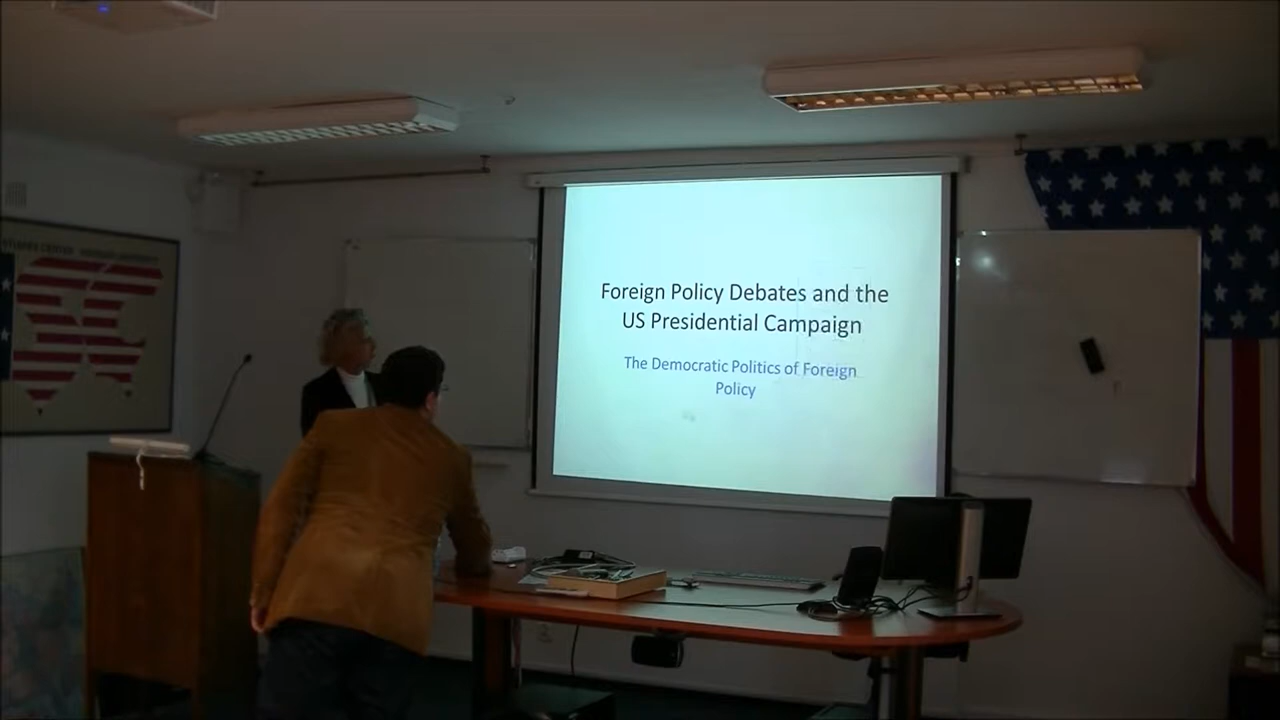 Foreign Policy Debates and the
US Presidential Campaign
The Democratic Politics of Foreign
Policy